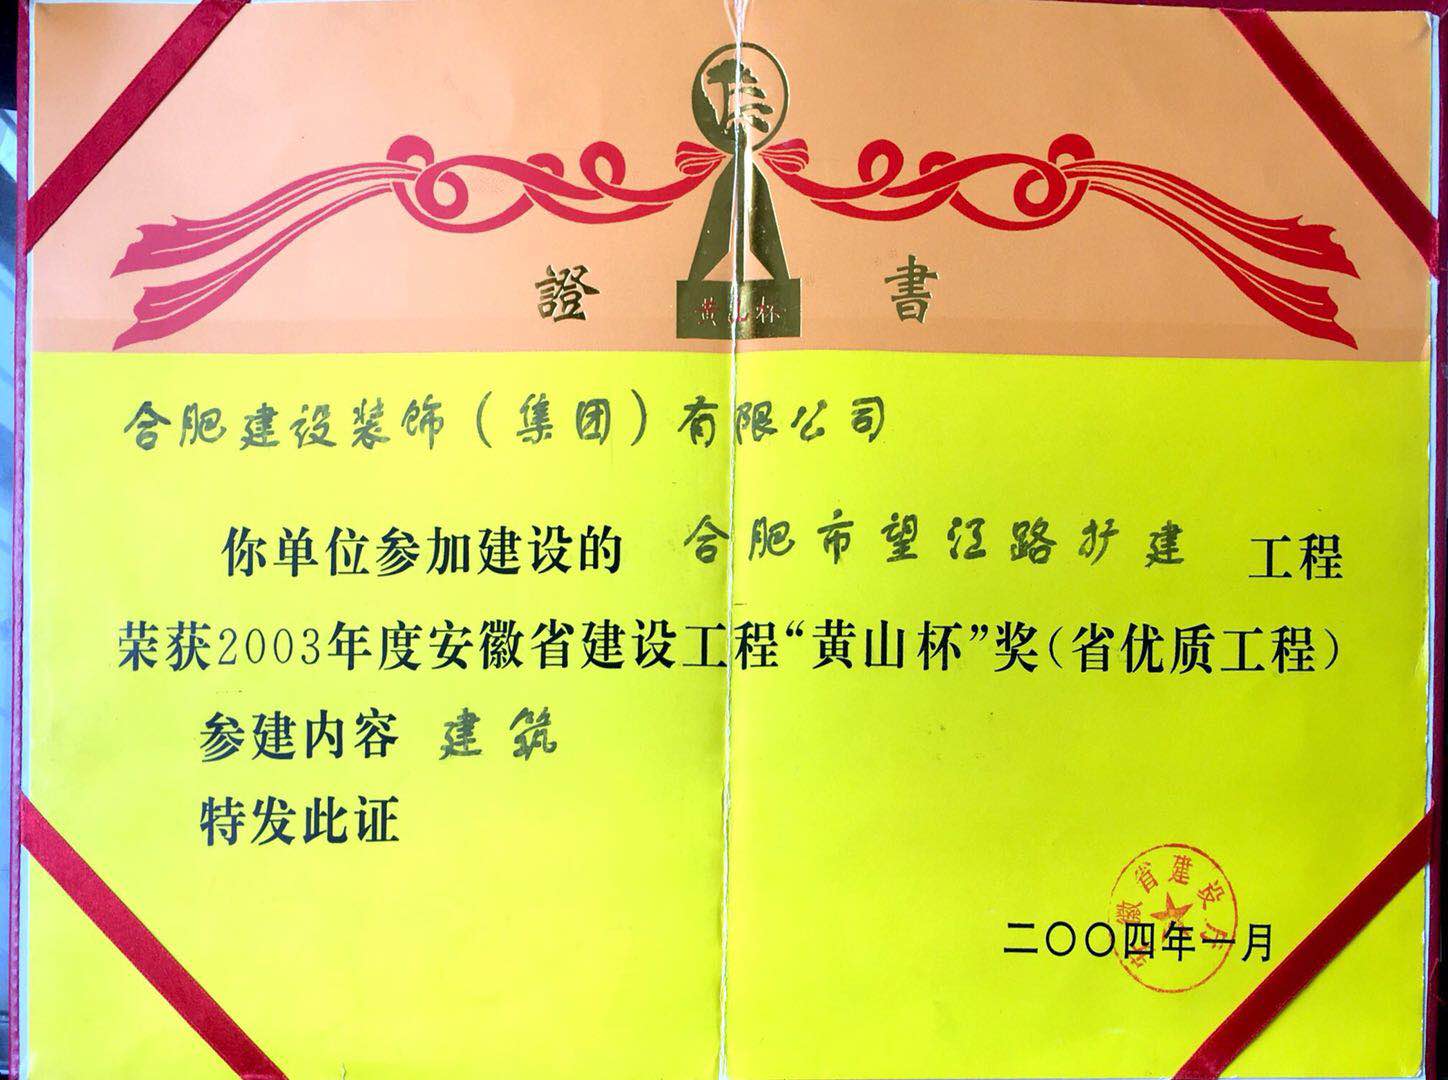 證 書
黄山杯
合肥建设装饰（集团）有限公司
你单位参加建设的 合肥市望江路扩建 工程
荣获2003年度安徽省建设工程“黄山杯”奖（省优质工程）
参建内容 建筑
特发此证
安徽省建设厅
二〇〇四年一月